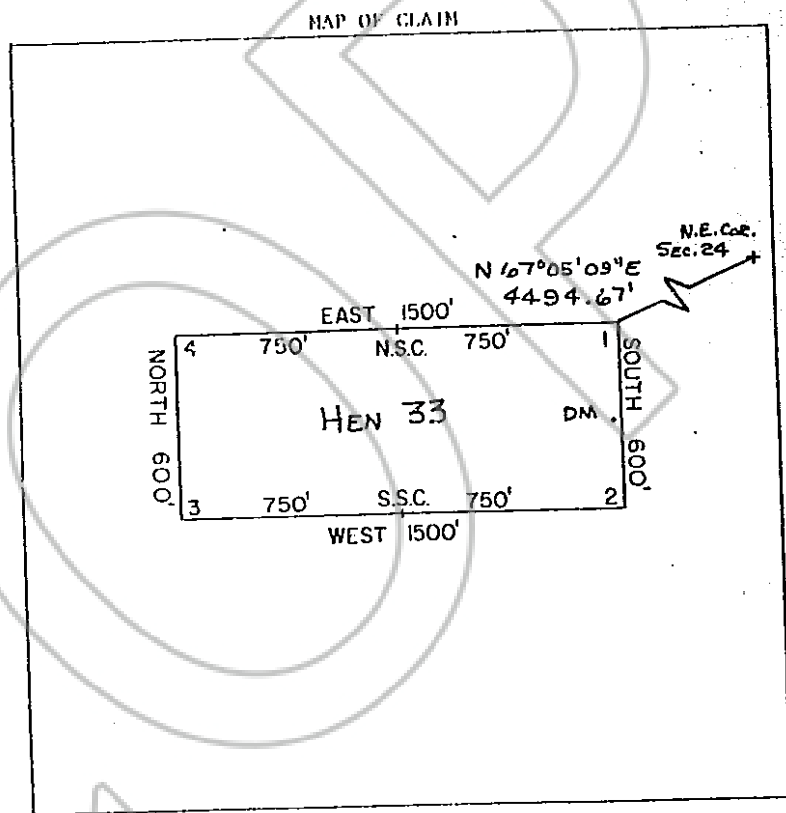 MAP OF CLAIM
N.E. COR.
SEC. 24
N 67°05'09"E
4494.67'
EAST 1500'
4 750' N.S.C. 750' 1
NORTH 600'
SOUTH 600'
HEN 33
DM
3 750' S.S.C. 750' 2
WEST 1500'